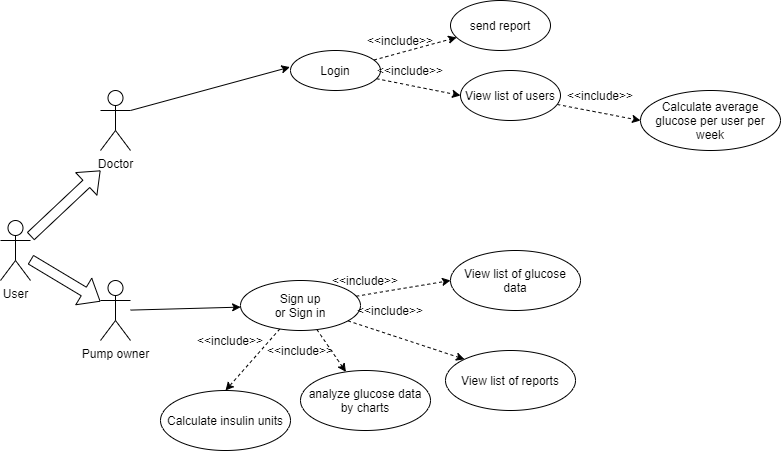 send report
<<include>>
Login
<<include>>
View list of users
<<include>>
Calculate average
glucose per user per
week
Doctor
User
View list of glucose
data
<<include>>
Sign up
or Sign in
<<include>>
Pump owner
<<include>>
<<include>>
View list of reports
analyze glucose data
by charts
Calculate insulin units